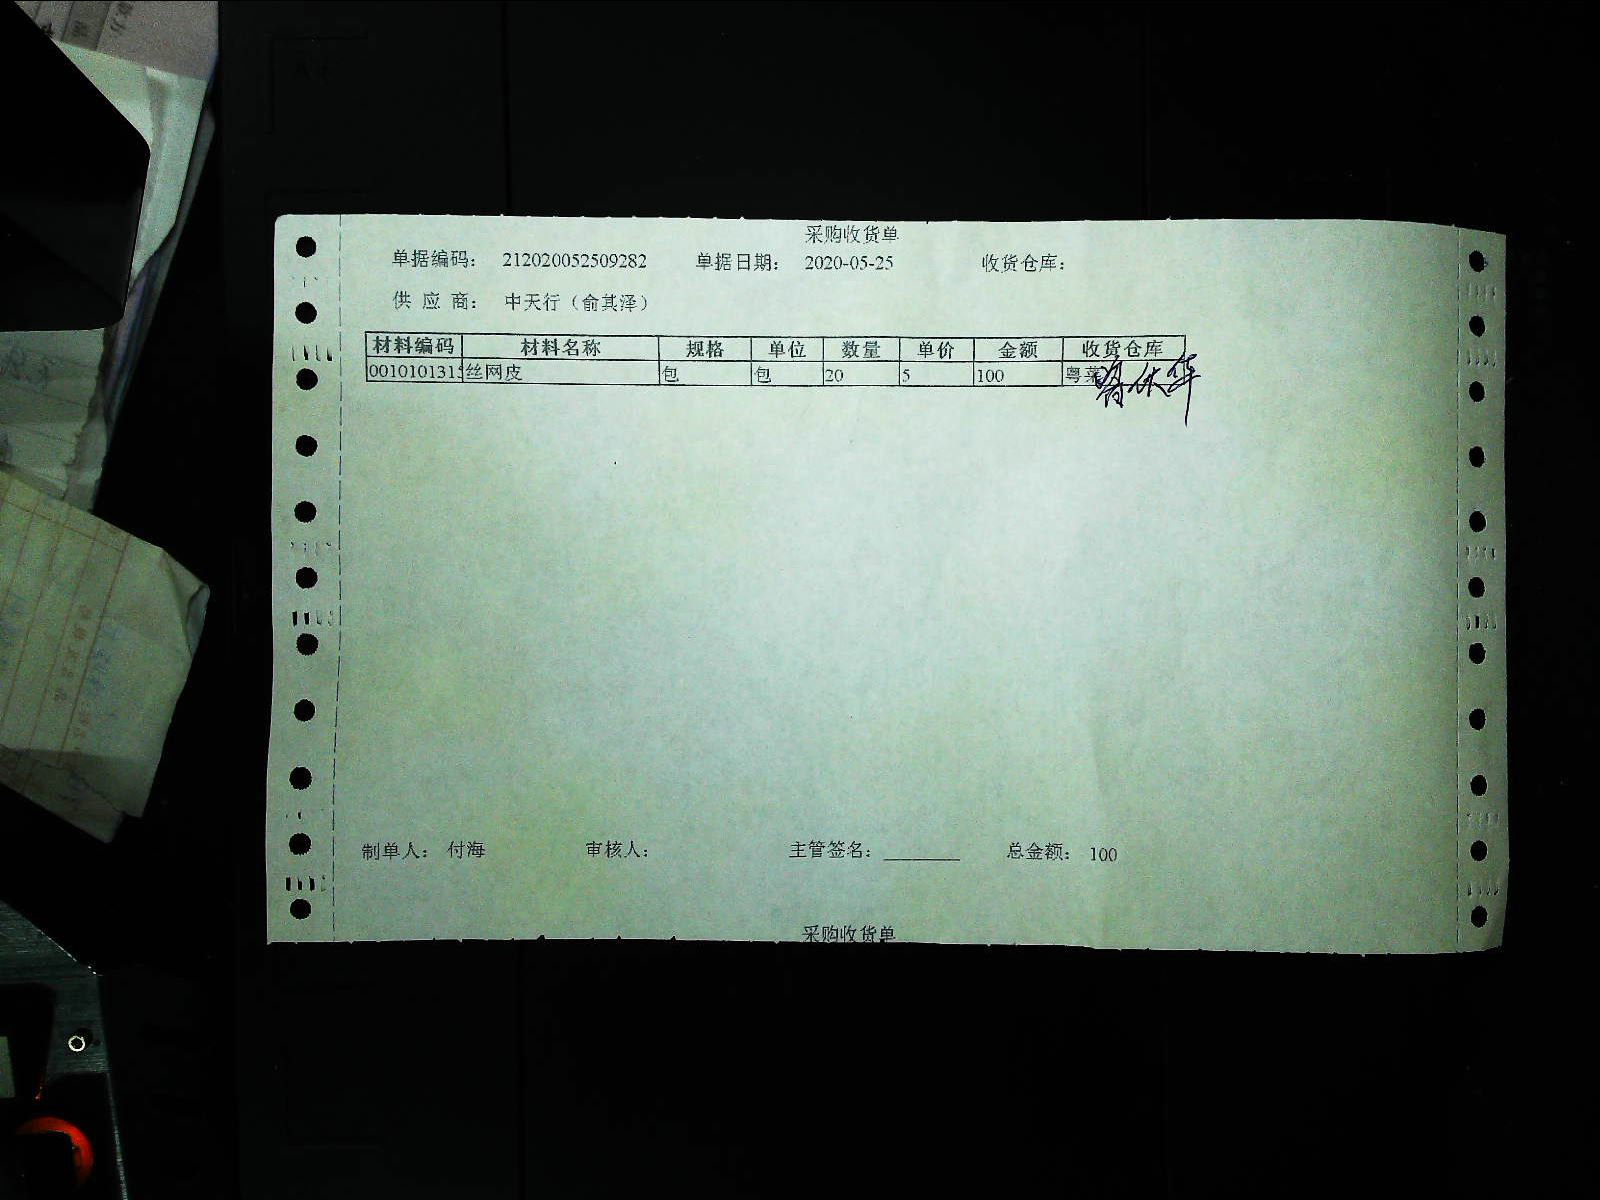 采购收货单
单据编码： 212020052509282 单据日期： 2020-05-25 收货仓库：
供 应 商： 中天行（俞其泽）
材料编码 材料名称 规格 单位 数量 单价 金额 收货仓库
0010101315 丝网皮 包 包 20 5 100 粤菜
制单人： 付海 审核人： 主管签名： ________ 总金额： 100
采购收货单